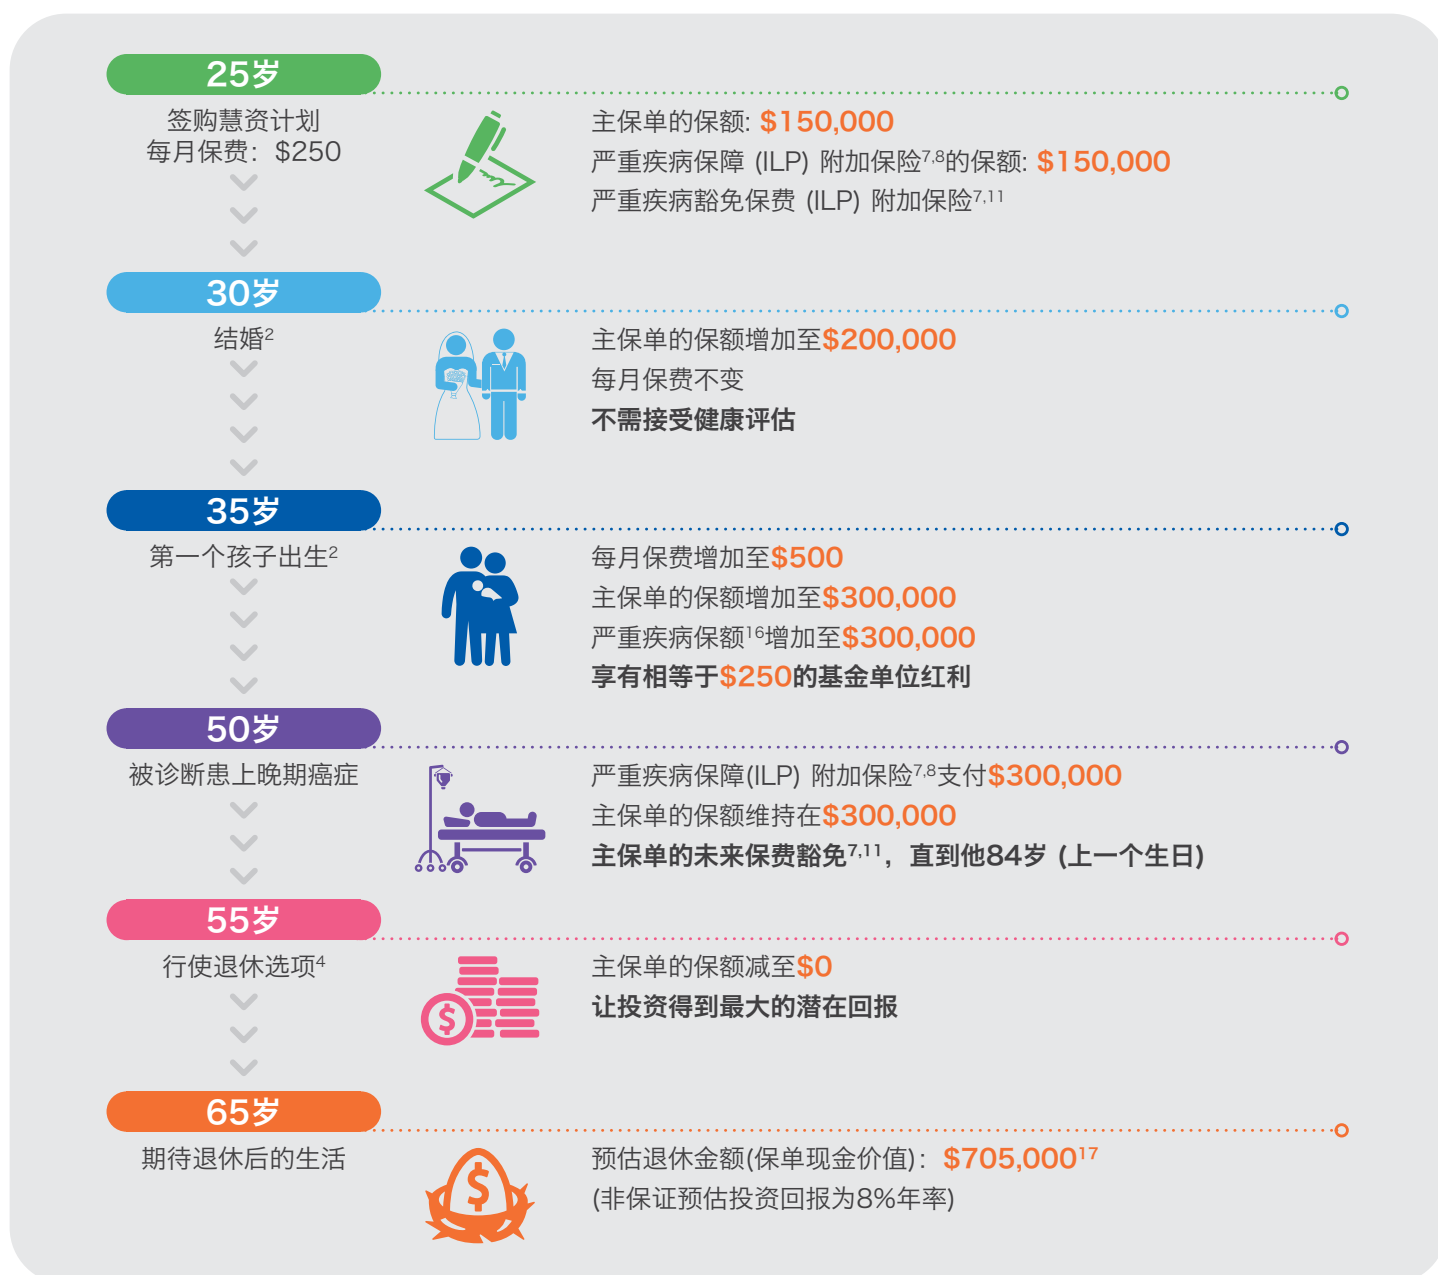 25岁
签购慧资计划
每月保费：$250
主保单的保额: $150,000
严重疾病保障 (ILP) 附加保险7,8的保额: $150,000
严重疾病豁免保费 (ILP) 附加保险7,11
30岁
结婚2
主保单的保额增加至$200,000
每月保费不变
不需接受健康评估
35岁
第一个孩子出生2
每月保费增加至$500
主保单的保额增加至$300,000
严重疾病保额16增加至$300,000
享有相等于$250的基金单位红利
50岁
被诊断患上晚期癌症
严重疾病保障(ILP) 附加保险7,8支付$300,000
主保单的保额维持在$300,000
主保单的未来保费豁免7,11，直到他84岁 (上一个生日)
55岁
行使退休选项4
主保单的保额减至$0
让投资得到最大的潜在回报
65岁
期待退休后的生活
预估退休金额(保单现金价值)：$705,00017
(非保证预估投资回报为8%年率)